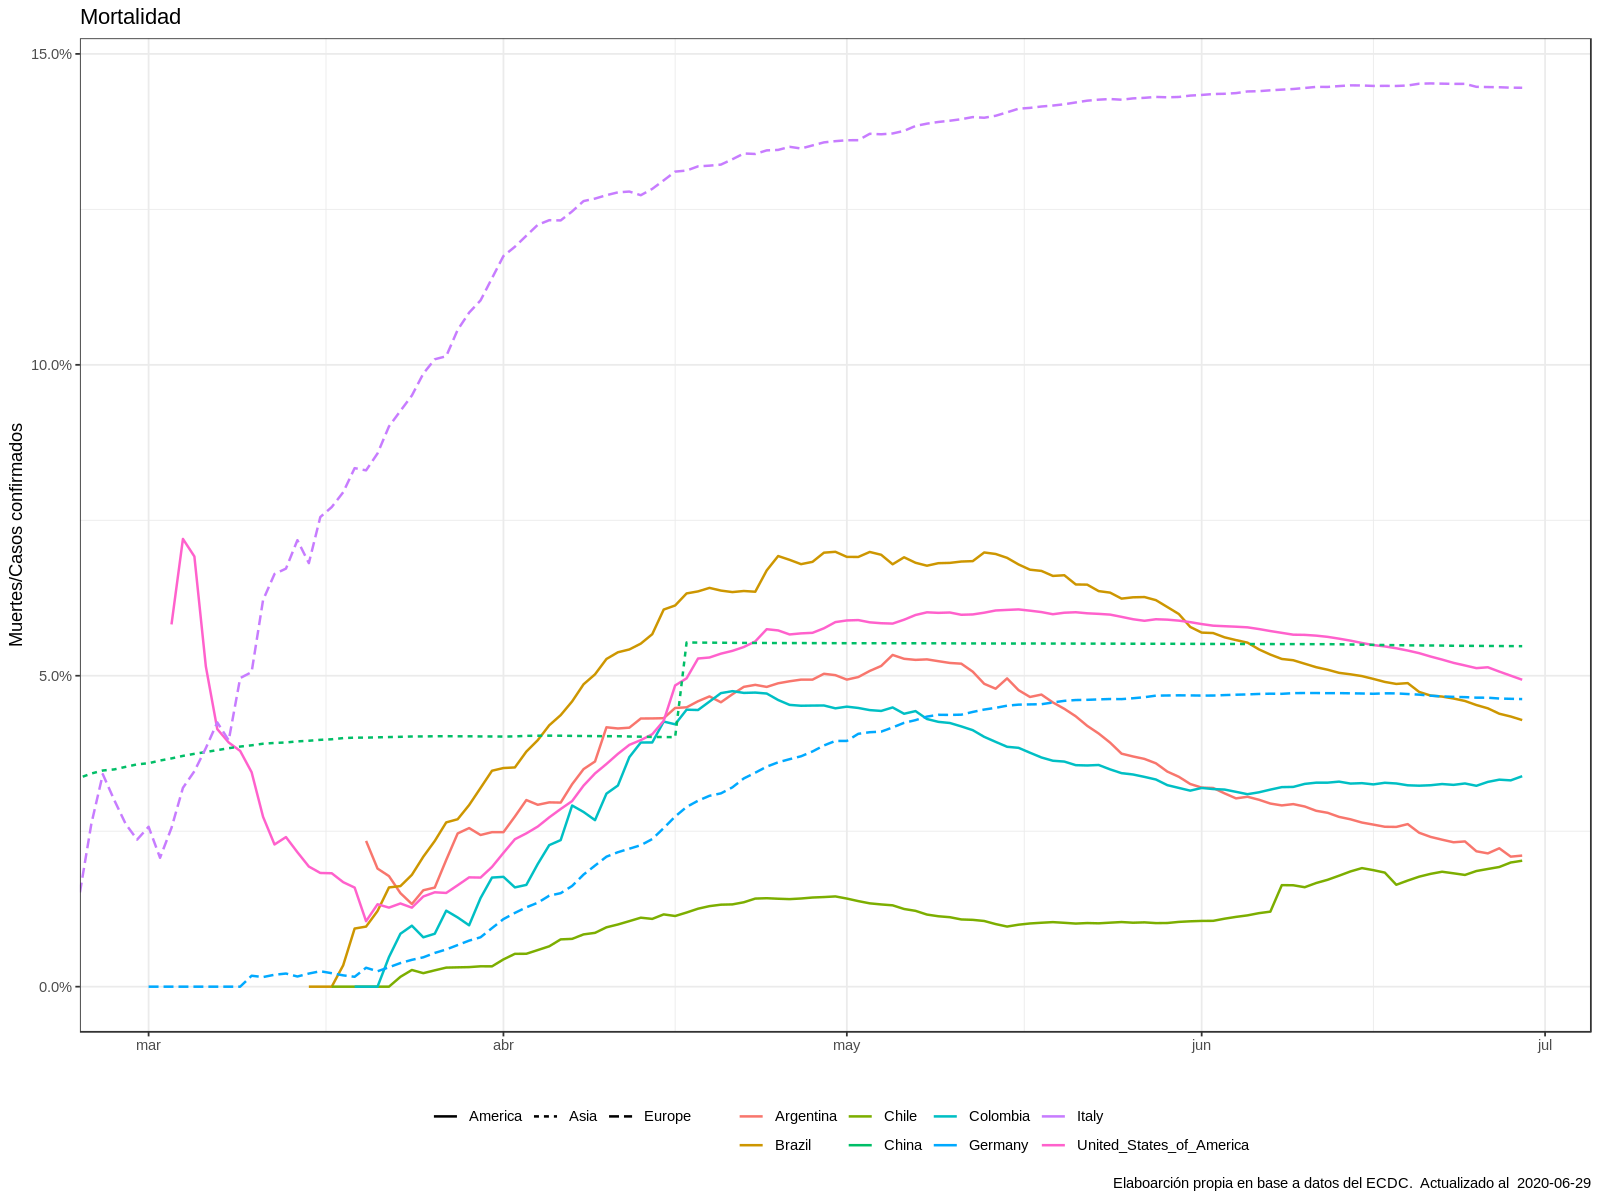 Mortalidad
15.0%
10.0%
5.0%
0.0%
Muertes/Casos confirmados
mar abr may jun jul
America Asia Europe Argentina Chile Colombia Italy
Brazil China Germany United_States_of_America
Elaboarción propia en base a datos del ECDC.  Actualizado al  2020-06-29